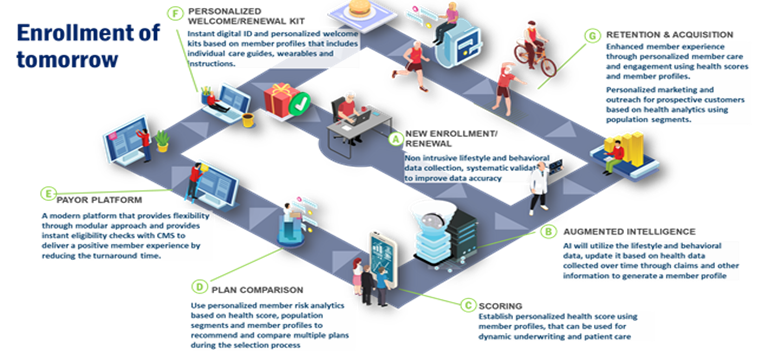 Enrollment of
tomorrow
F
PERSONALIZED
WELCOME/RENEWAL KIT
Instant digital ID and personalized welcome
kits based on member profiles that includes
individual care guides, wearables and
instructions.
G
RETENTION & ACQUISITION
Enhanced member experience
through personalized member care
and engagement using health scores
and member profiles.
Personalized marketing and
outreach for prospective customers
based on health analytics using
population segments.
A
NEW ENROLLMENT/
RENEWAL
Non intrusive lifestyle and behavioral
data collection, systematic validat
to improve data accuracy
E
PAYOR PLATFORM
A modern platform that provides flexibility
through modular approach and provides
instant eligibility checks with CMS to
deliver a positive member experience by
reducing the turnaround time.
B
AUGMENTED INTELLIGENCE
AI will utilize the lifestyle and behavioral
data, update it based on health data
collected over time through claims and other
information to generate a member profile
D
PLAN COMPARISON
Use personalized member risk analytics
based on health score, population
segments and member profiles to
recommend and compare multiple plans
during the selection process
C
SCORING
Establish personalized health score using
member profiles, that can be used for
dynamic underwriting and patient care